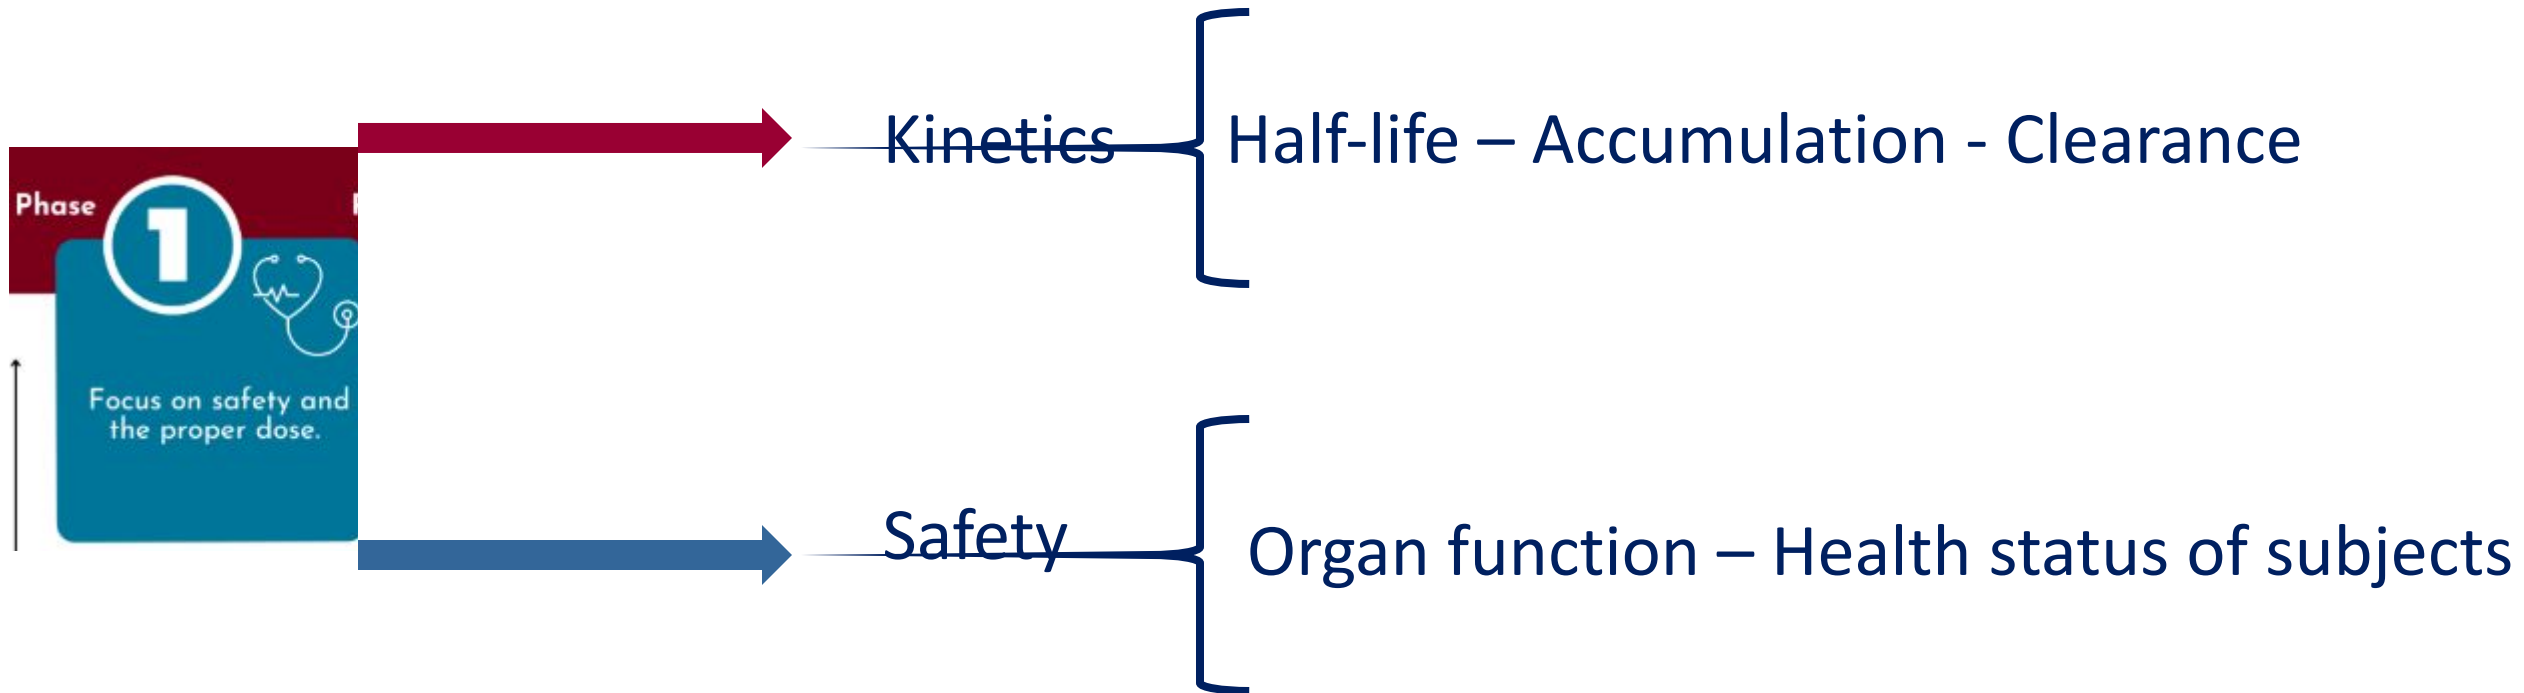 Kinetics
Half-life – Accumulation - Clearance
Phase
1
Focus on safety and
the proper dose.
Safety
Organ function – Health status of subjects